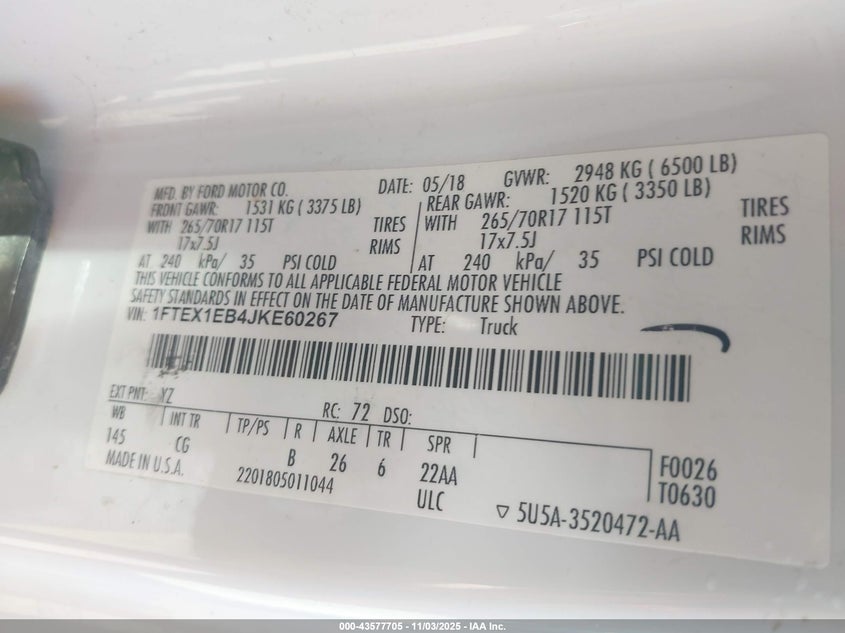 MFD. BY FORD MOTOR CO. DATE: 05/18 GVWR: 2948 KG ( 6500 LB)
FRONT GAWR: 1531 KG ( 3375 LB) REAR GAWR: 1520 KG ( 3350 LB)
WITH 265/70R17 115T TIRES WITH 265/70R17 115T TIRES
17x7.5J RIMS 17x7.5J RIMS
AT 240 kPa/ 35 PSI COLD AT 240 kPa/ 35 PSI COLD
THIS VEHICLE CONFORMS TO ALL APPLICABLE FEDERAL MOTOR VEHICLE
SAFETY STANDARDS IN EFFECT ON THE DATE OF MANUFACTURE SHOWN ABOVE.
VIN: 1FTEX1EB4JKE60267 TYPE: Truck
EXT PNT: YZ RC: 72 DSO:
WB INT TR TP/PS R AXLE TR SPR
145 CG B 26 6 22AA F0026
MADE IN U.S.A. 2201805011044 ULC T0630
▽ 5U5A-3520472-AA
000-43577705 - 11/03/2025 - IAA Inc.